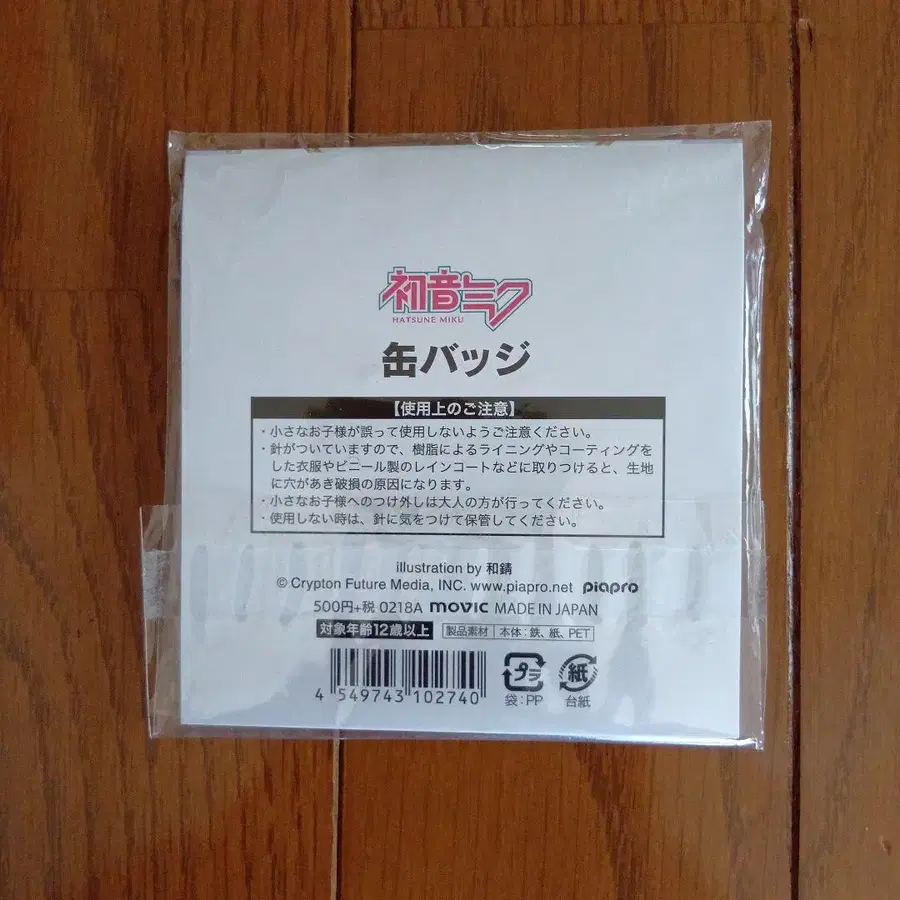 初音ミク
HATSUNE MIKU
缶バッジ
【使用上のご注意】
・小さなお子様が誤って使用しないようご注意ください。
・針がついていますので、樹脂によるライニングやコーティングを
した衣服やビニール製のレインコートなどに取りつけると、生地
に穴があき破損の原因になります。
・小さなお子様へのつけ外しは大人の方が行ってください。
・使用しない時は、針に気をつけて保管してください。
illustration by 和錆
© Crypton Future Media, INC. www.piapro.net piapro
500円+税 0218A movic MADE IN JAPAN
対象年齢12歳以上 製品素材 本体：鉄、紙、PET
プラ 紙
4 549743 102740 袋：PP 台紙